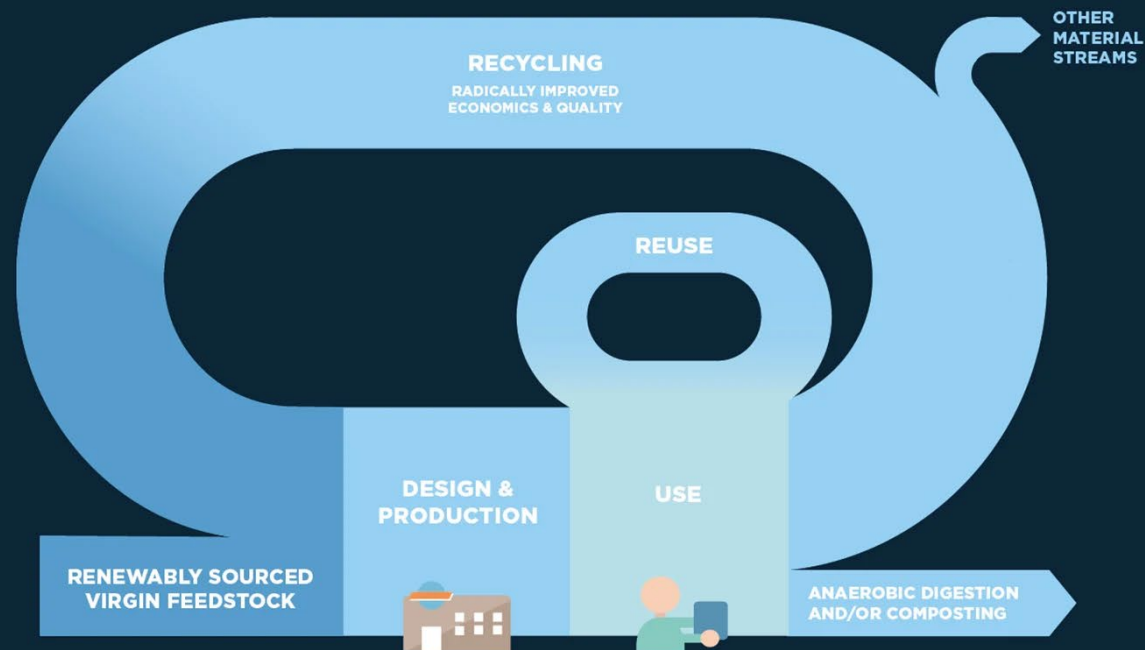 OTHER
MATERIAL
STREAMS
RECYCLING
RADICALLY IMPROVED
ECONOMICS & QUALITY
REUSE
DESIGN &
PRODUCTION
USE
RENEWABLY SOURCED
VIRGIN FEEDSTOCK
ANAEROBIC DIGESTION
AND/OR COMPOSTING